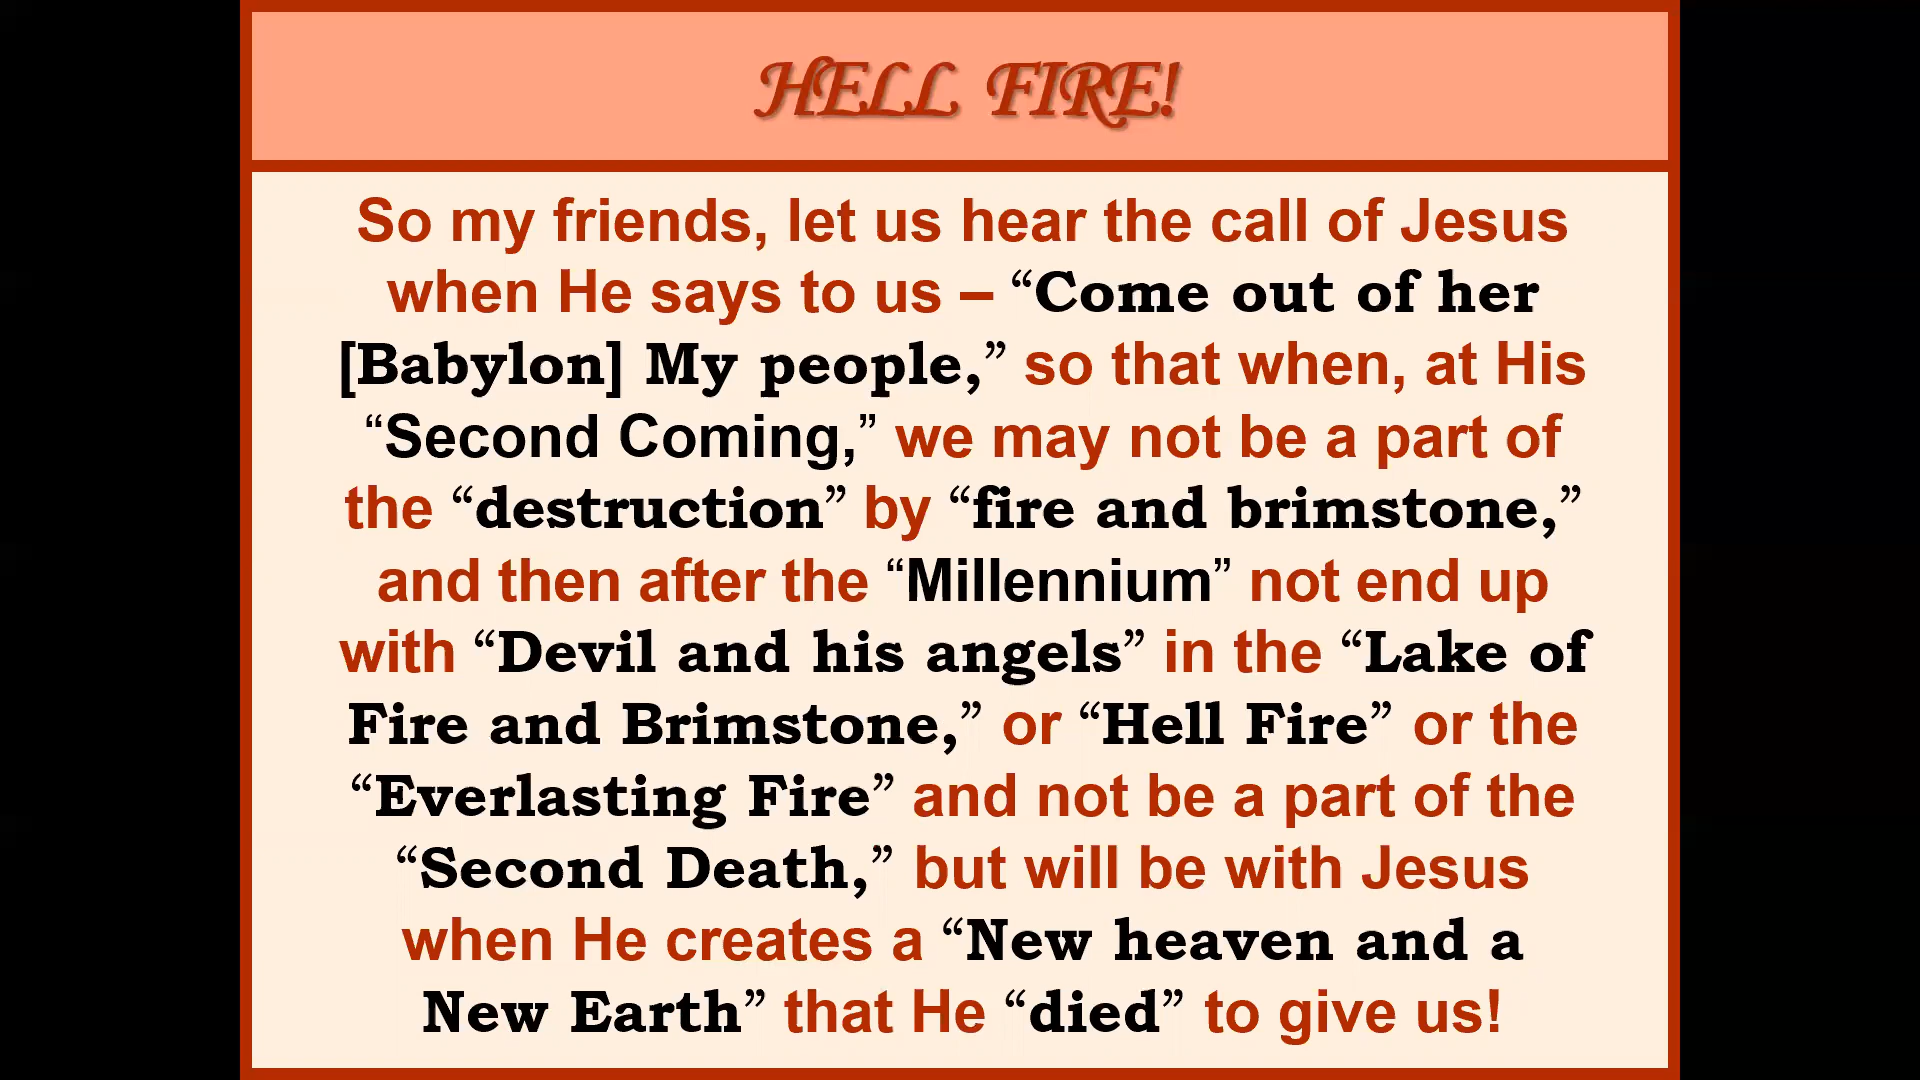 HELL FIRE!
So my friends, let us hear the call of Jesus
when He says to us – “Come out of her
[Babylon] My people,” so that when, at His
“Second Coming,” we may not be a part of
the “destruction” by “fire and brimstone,”
and then after the “Millennium” not end up
with “Devil and his angels” in the “Lake of
Fire and Brimstone,” or “Hell Fire” or the
“Everlasting Fire” and not be a part of the
“Second Death,” but will be with Jesus
when He creates a “New heaven and a
New Earth” that He “died” to give us!